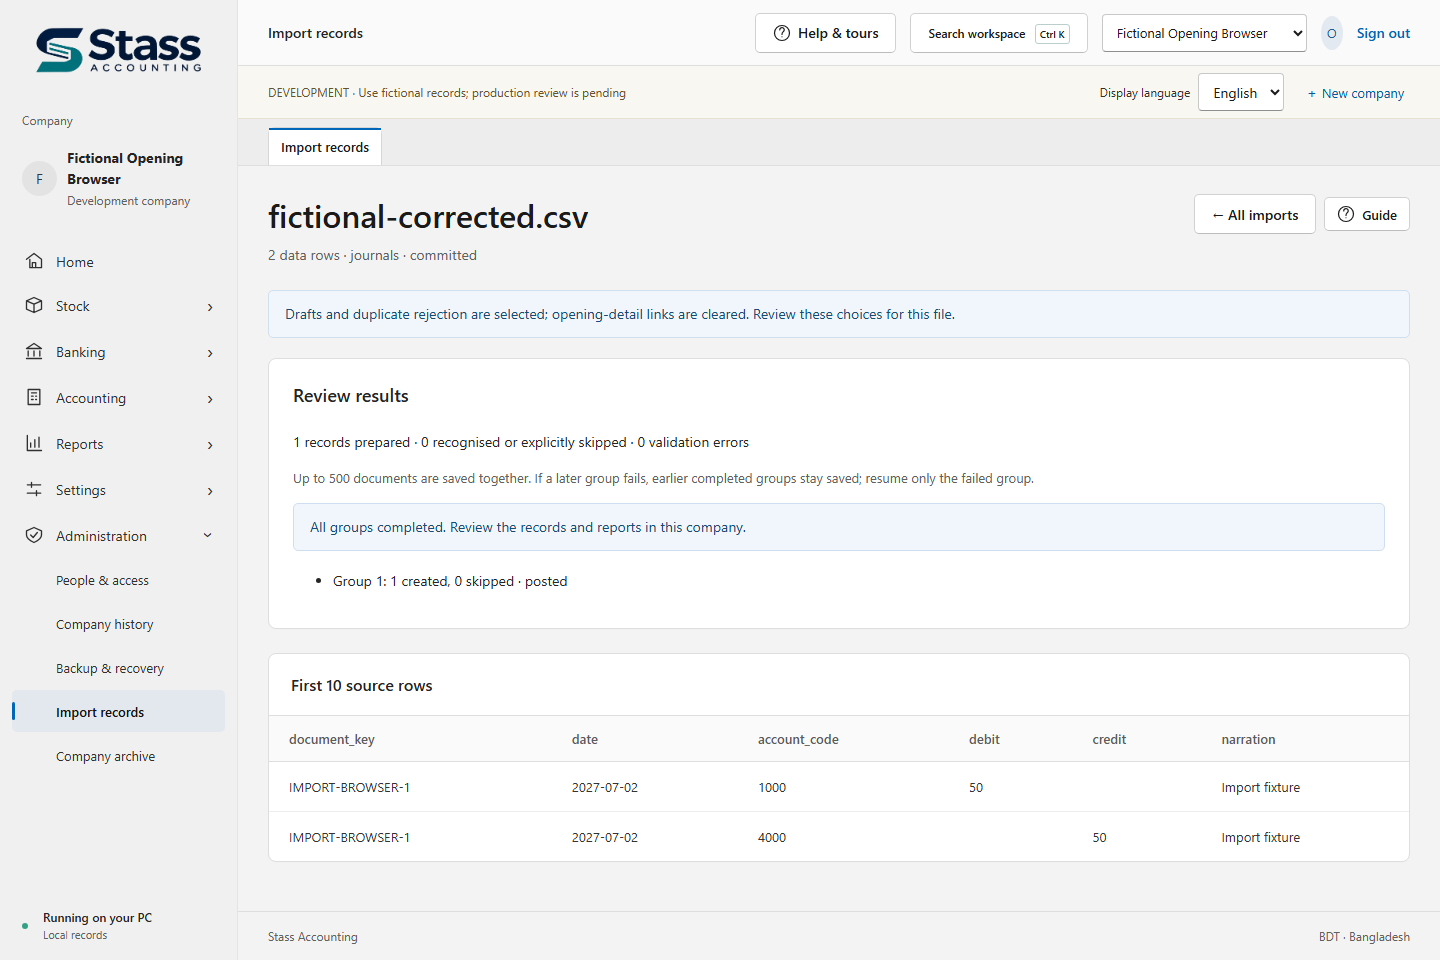 Stass
ACCOUNTING
Company
F
Fictional Opening
Browser
Development company
Home
Stock
Banking
Accounting
Reports
Settings
Administration
People & access
Company history
Backup & recovery
Import records
Company archive
Running on your PC
Local records
Import records
Help & tours
Search workspace Ctrl K
Fictional Opening Browser
O
Sign out
DEVELOPMENT · Use fictional records; production review is pending
Display language
English
+ New company
Import records
fictional-corrected.csv
2 data rows · journals · committed
← All imports
Guide
Drafts and duplicate rejection are selected; opening-detail links are cleared. Review these choices for this file.
Review results
1 records prepared · 0 recognised or explicitly skipped · 0 validation errors
Up to 500 documents are saved together. If a later group fails, earlier completed groups stay saved; resume only the failed group.
All groups completed. Review the records and reports in this company.
• Group 1: 1 created, 0 skipped · posted
First 10 source rows
document_key date account_code debit credit narration
IMPORT-BROWSER-1 2027-07-02 1000 50 Import fixture
IMPORT-BROWSER-1 2027-07-02 4000 50 Import fixture
Stass Accounting
BDT · Bangladesh